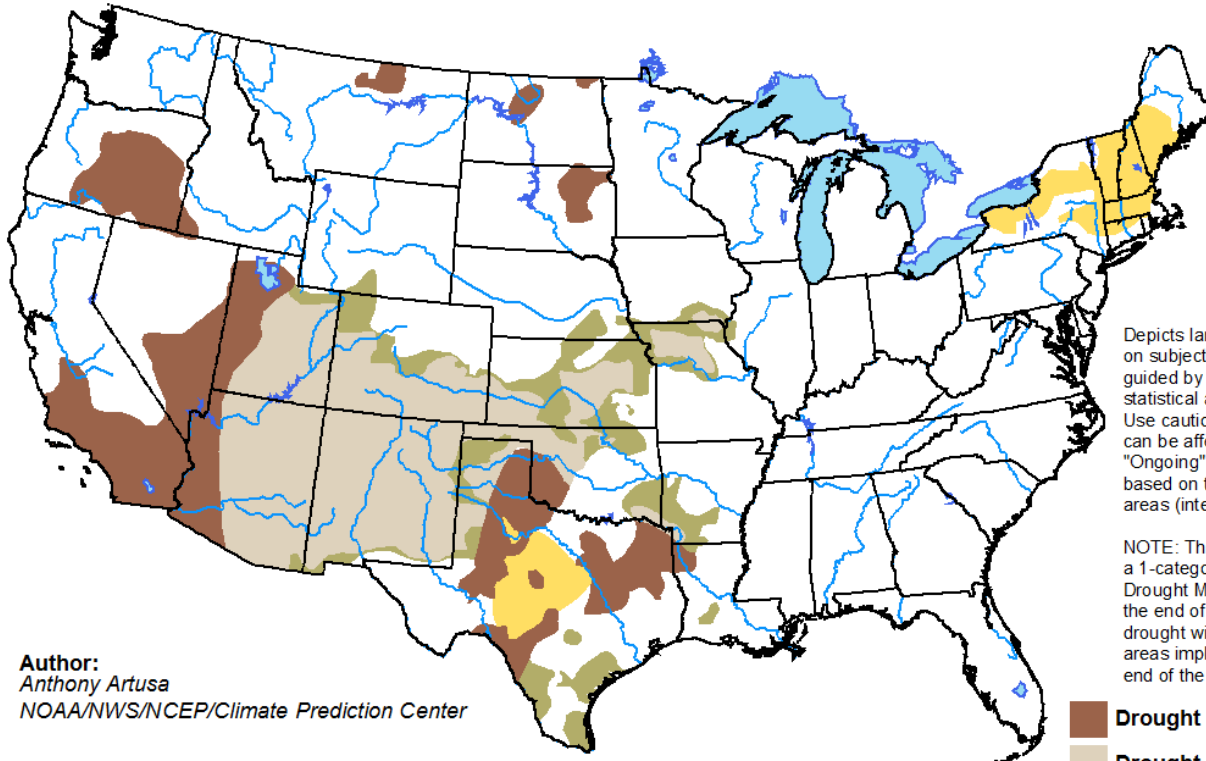 Depicts lar
on subject
guided by
statistical a
Use cautio
can be affe
"Ongoing"
based on t
areas (inte
NOTE: Th
a 1-catego
Drought M
the end of
drought wi
areas impl
end of the
Author:
Anthony Artusa
NOAA/NWS/NCEP/Climate Prediction Center
Drought
Drought